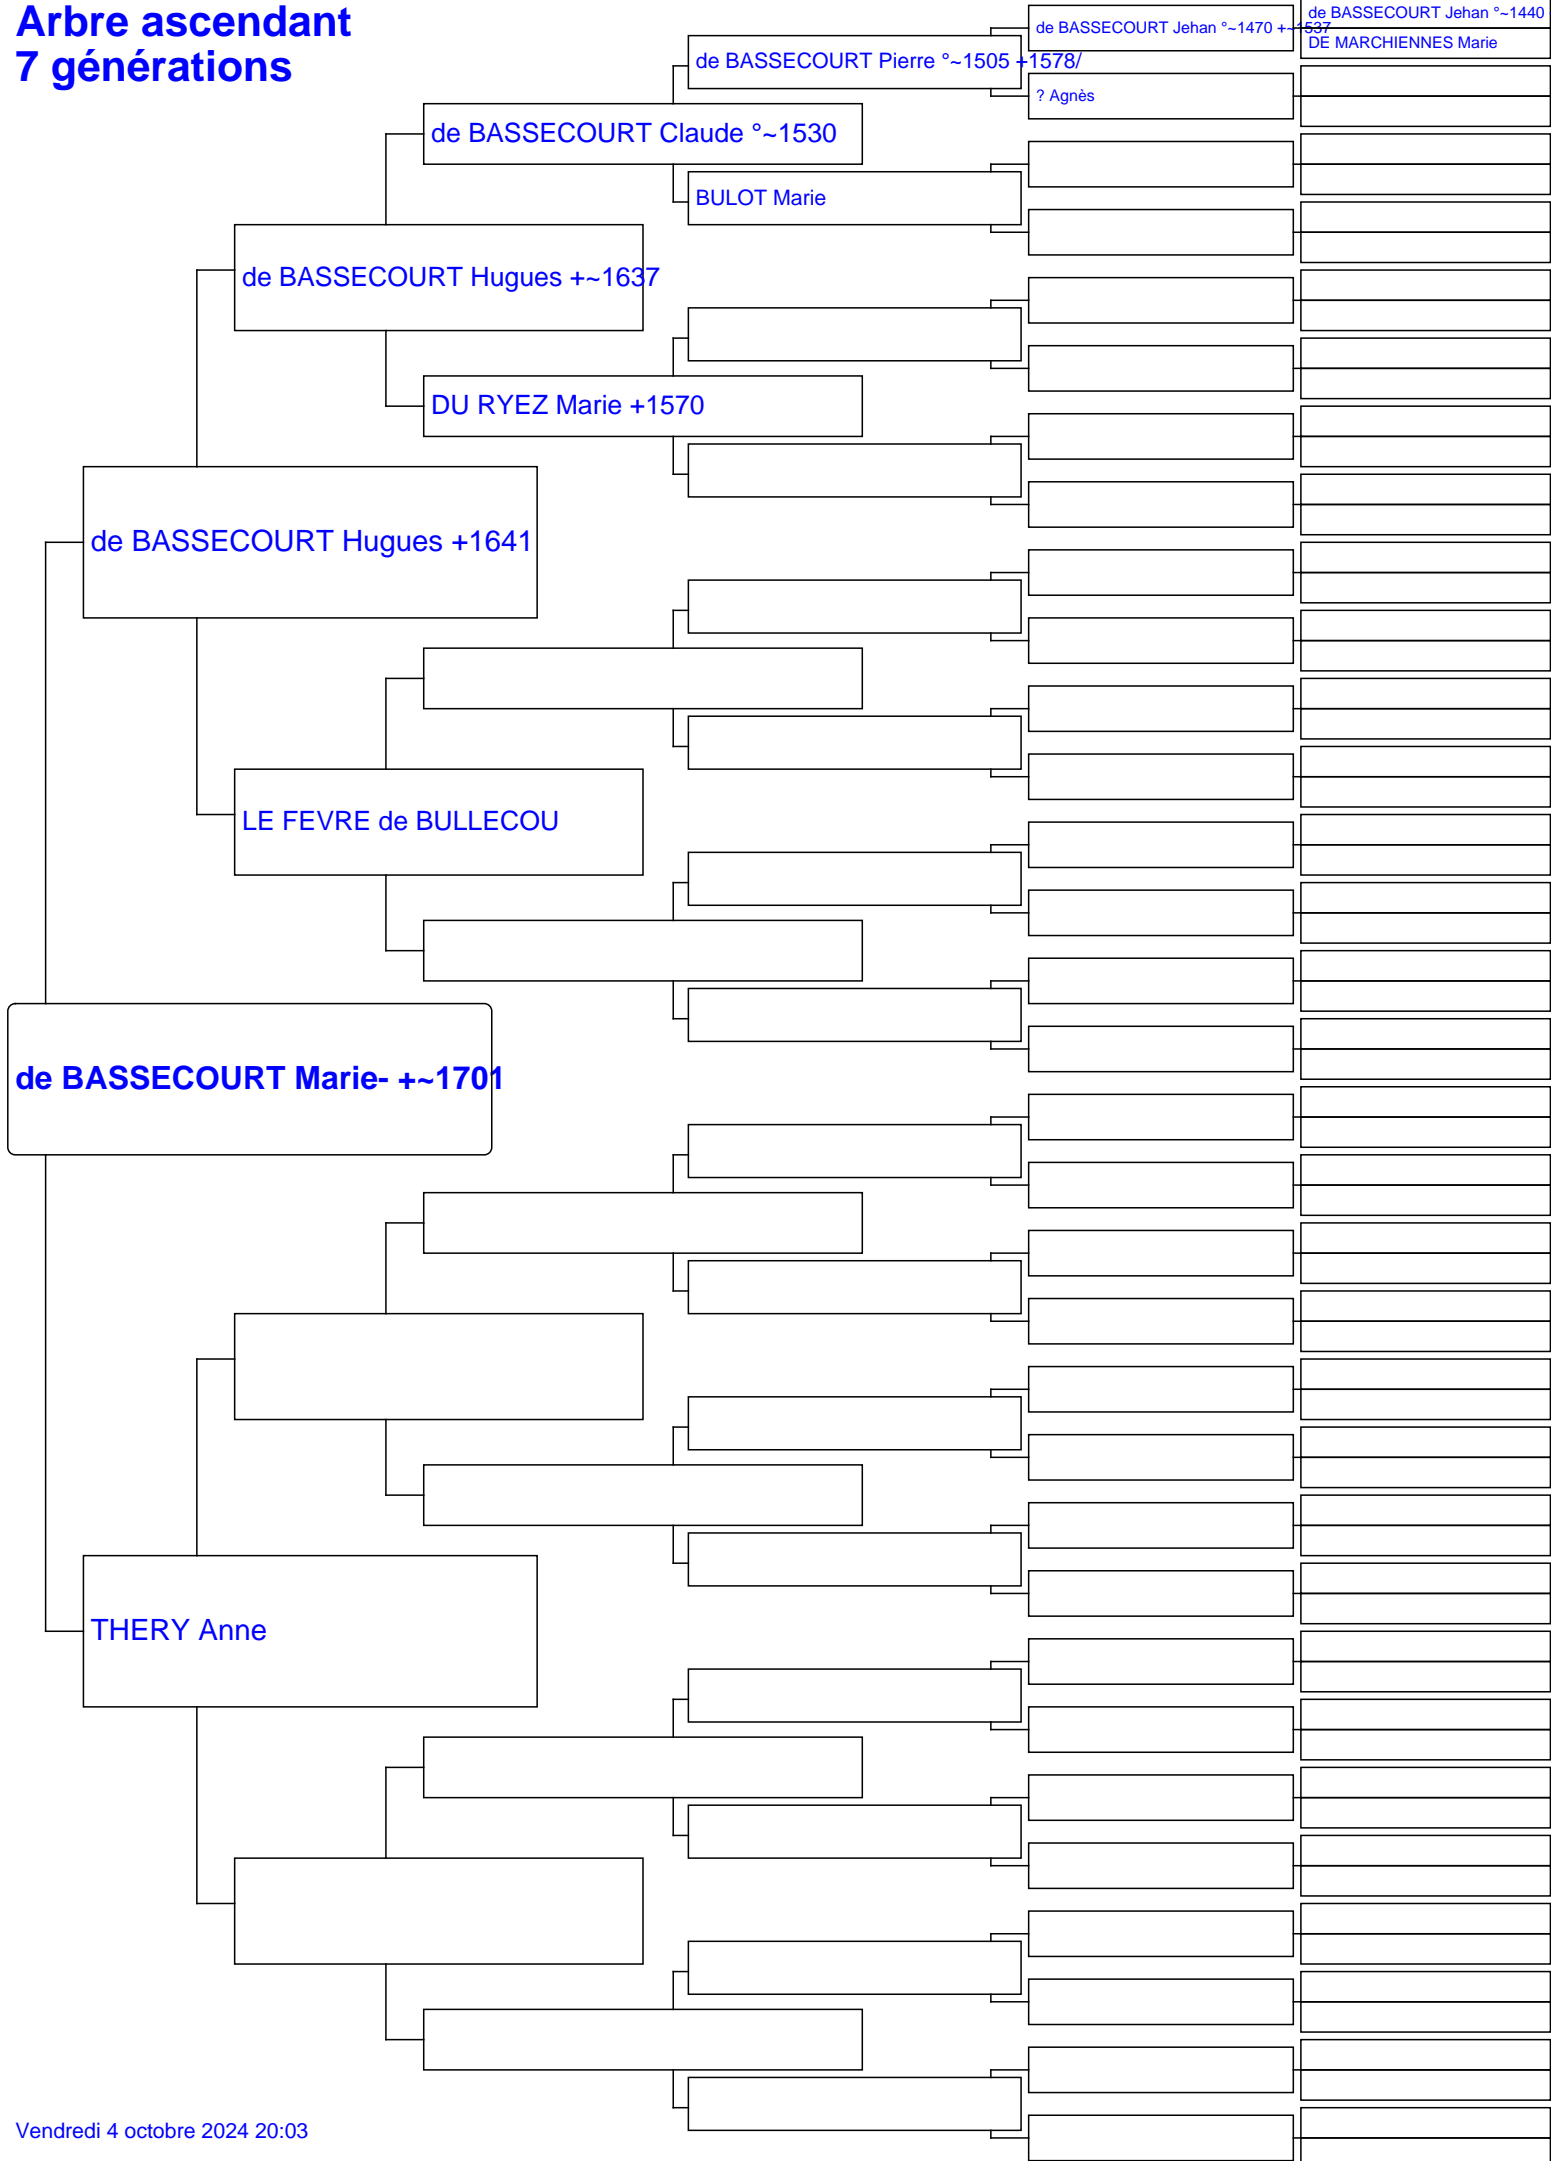 Arbre ascendant
7 générations
de BASSECOURT Jehan °~1440
de BASSECOURT Jehan °~1470 +~1537
DE MARCHIENNES Marie
de BASSECOURT Pierre °~1505 +1578/
? Agnès
de BASSECOURT Claude °~1530
BULOT Marie
de BASSECOURT Hugues +~1637
DU RYEZ Marie +1570
de BASSECOURT Hugues +1641
LE FEVRE de BULLECOU
de BASSECOURT Marie- +~1701
THERY Anne
Vendredi 4 octobre 2024 20:03